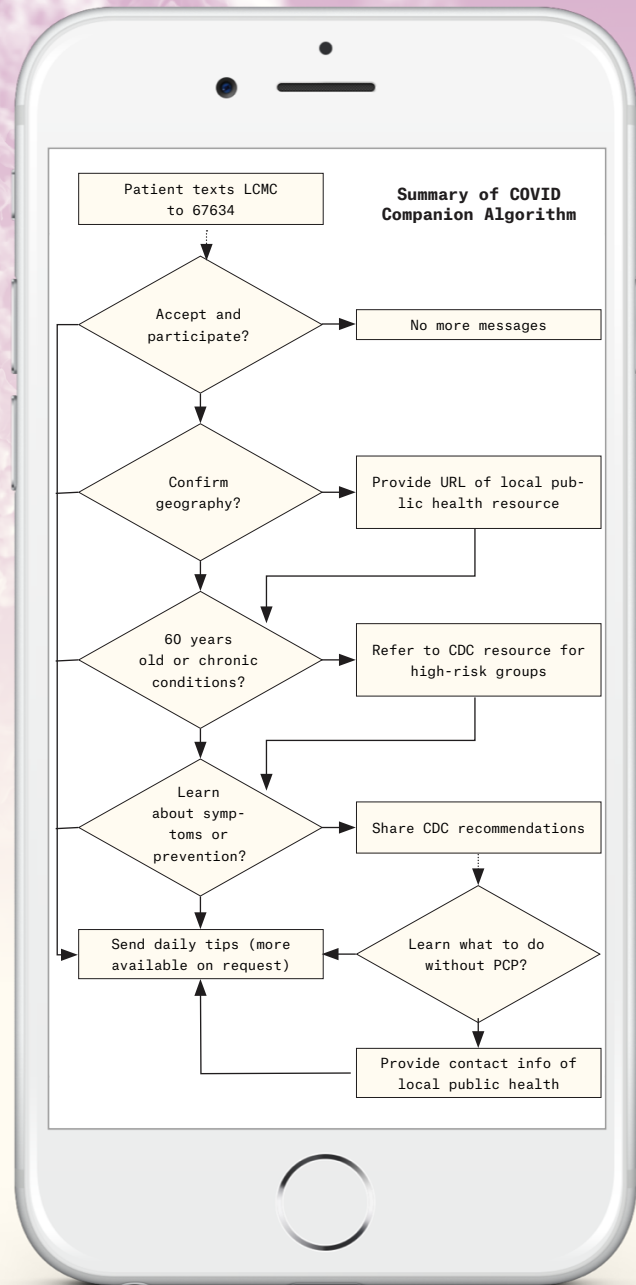 Patient texts LCMC
to 67634
Summary of COVID
Companion Algorithm
Accept and
participate?
No more messages
Confirm
geography?
Provide URL of local pub-
lic health resource
60 years
old or chronic
conditions?
Refer to CDC resource for
high-risk groups
Learn
about symp-
toms or
prevention?
Share CDC recommendations
Send daily tips (more
available on request)
Learn what to do
without PCP?
Provide contact info of
local public health